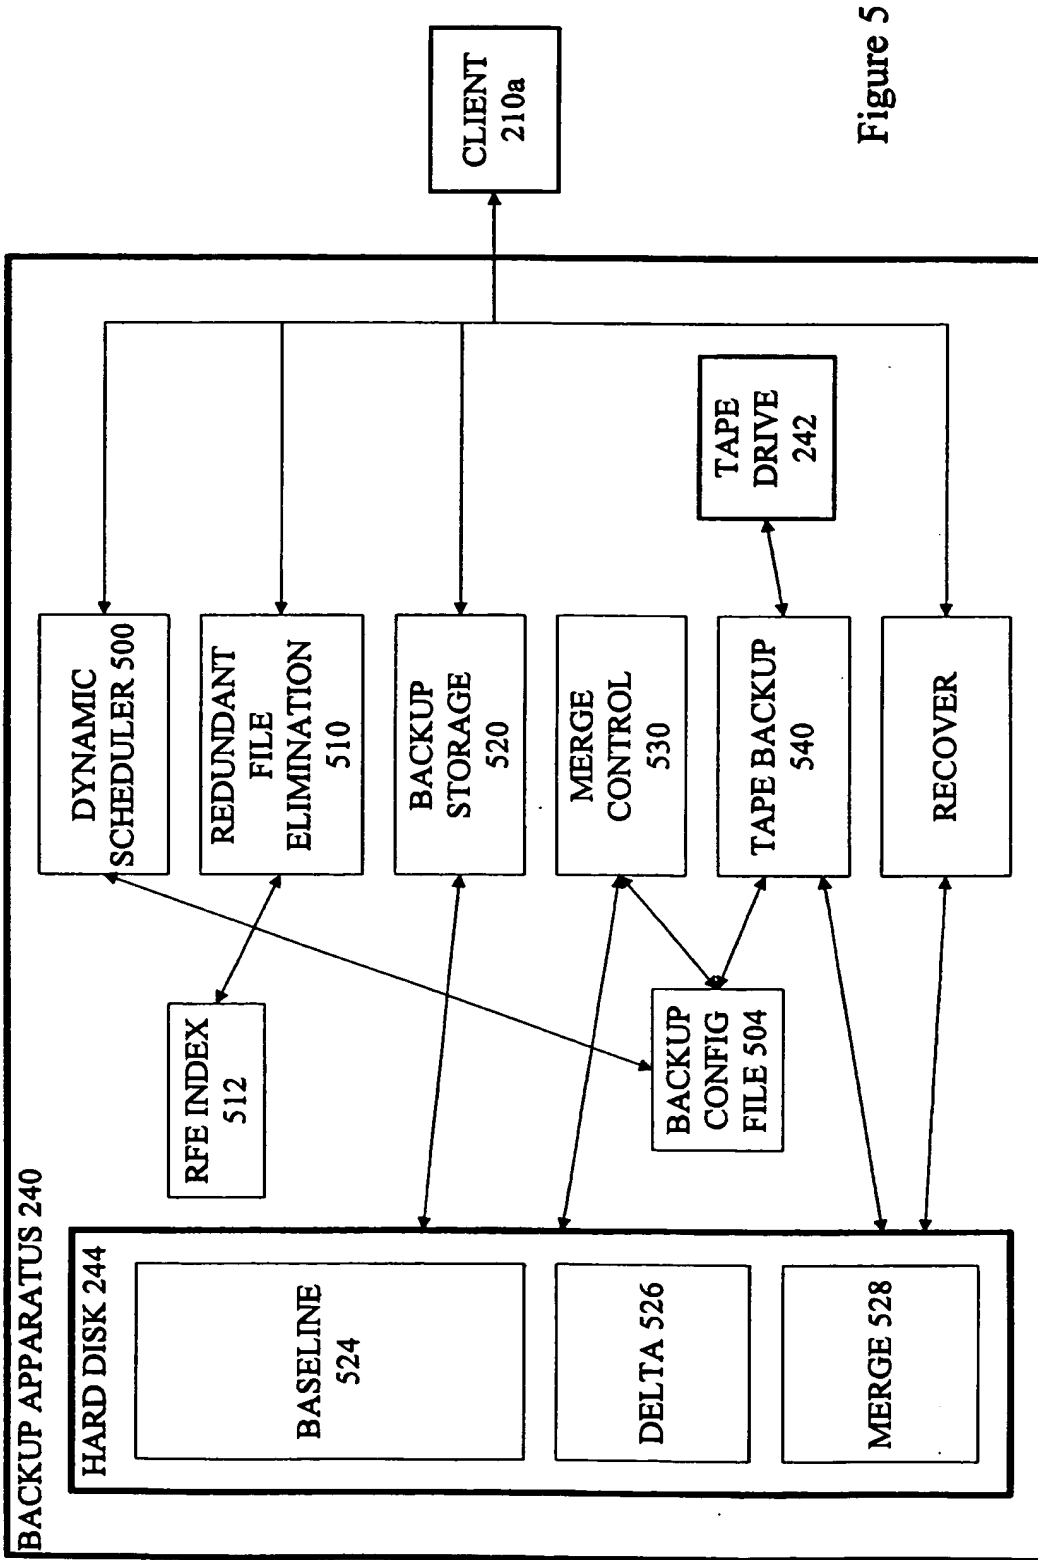 BACKUP APPARATUS 240
HARD DISK 244
BASELINE
524
DELTA 526
MERGE 528
RFE INDEX
512
BACKUP
CONFIG
FILE 504
DYNAMIC
SCHEDULER 500
REDUNDANT
FILE
ELIMINATION
510
BACKUP
STORAGE
520
MERGE
CONTROL
530
TAPE BACKUP
540
RECOVER
TAPE
DRIVE
242
CLIENT
210a
Figure 5